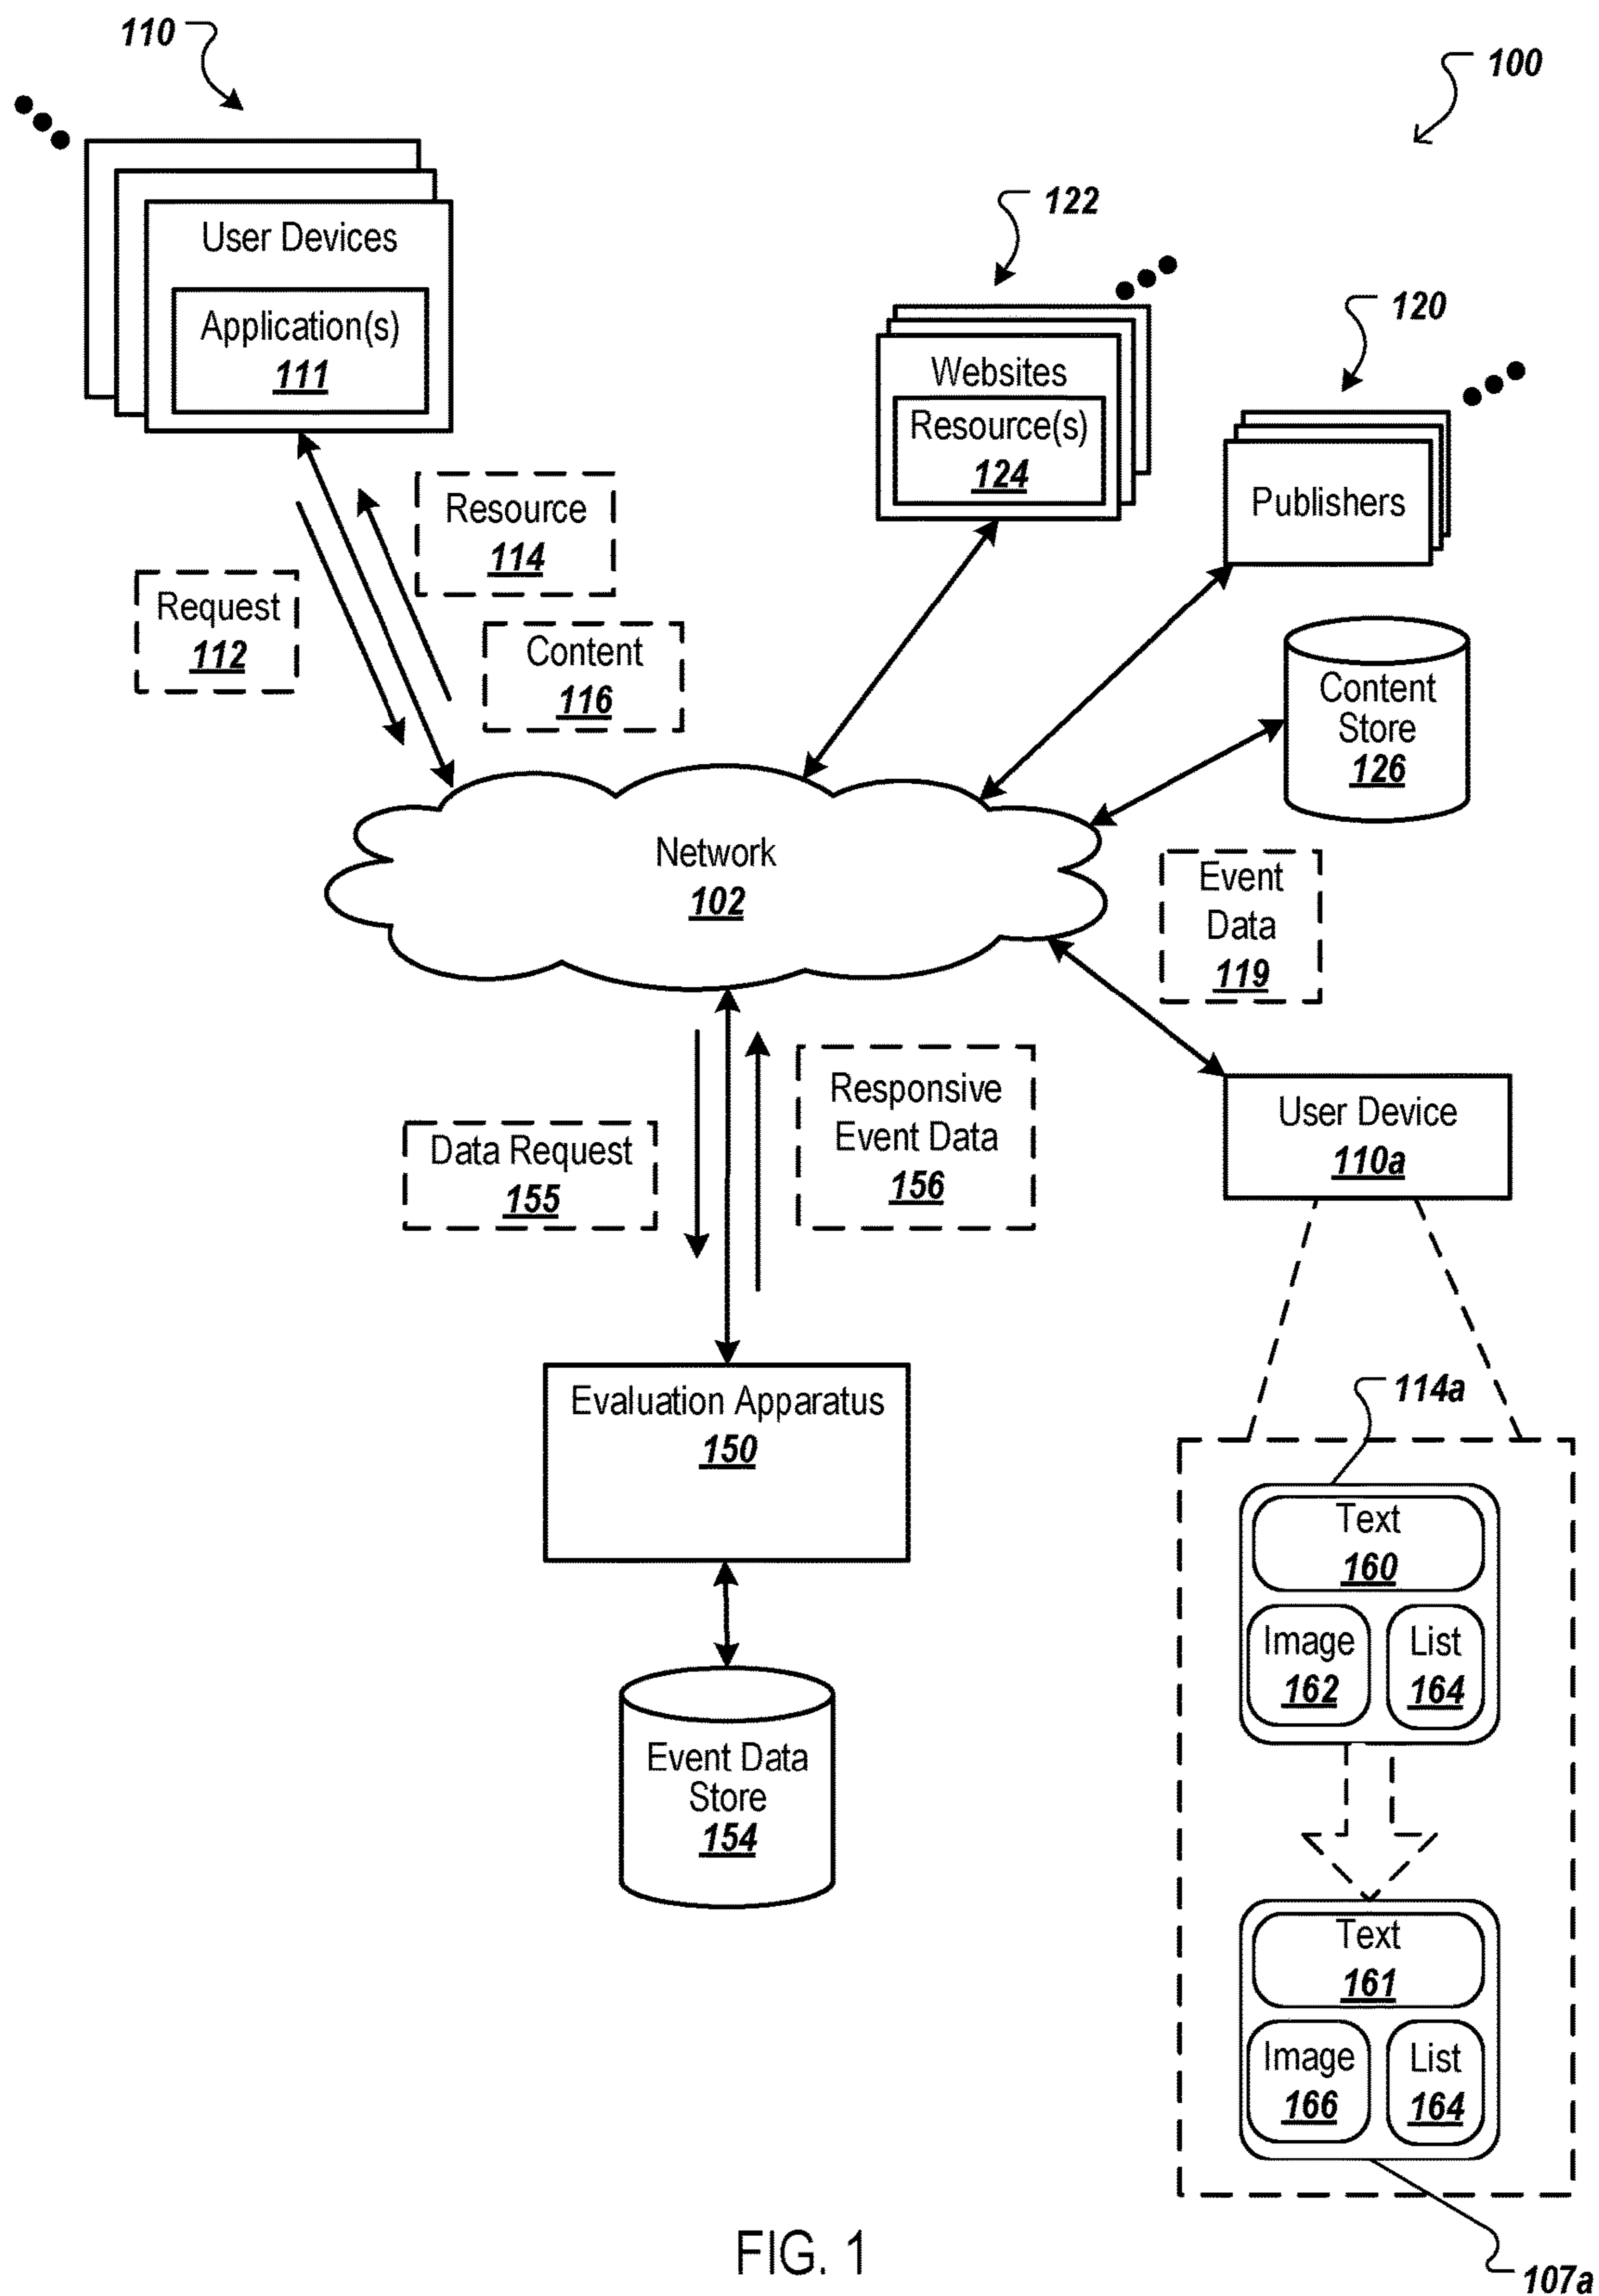 110
100
User Devices
Application(s)
111
122
Websites
Resource(s)
124
120
Publishers
Resource
114
Request
112
Content
116
Content
Store
126
Network
102
Event
Data
119
Data Request
155
Responsive
Event Data
156
User Device
110a
Evaluation Apparatus
150
114a
Text
160
Image
162
List
164
Event Data
Store
154
Text
161
Image
166
List
164
107a
FIG. 1